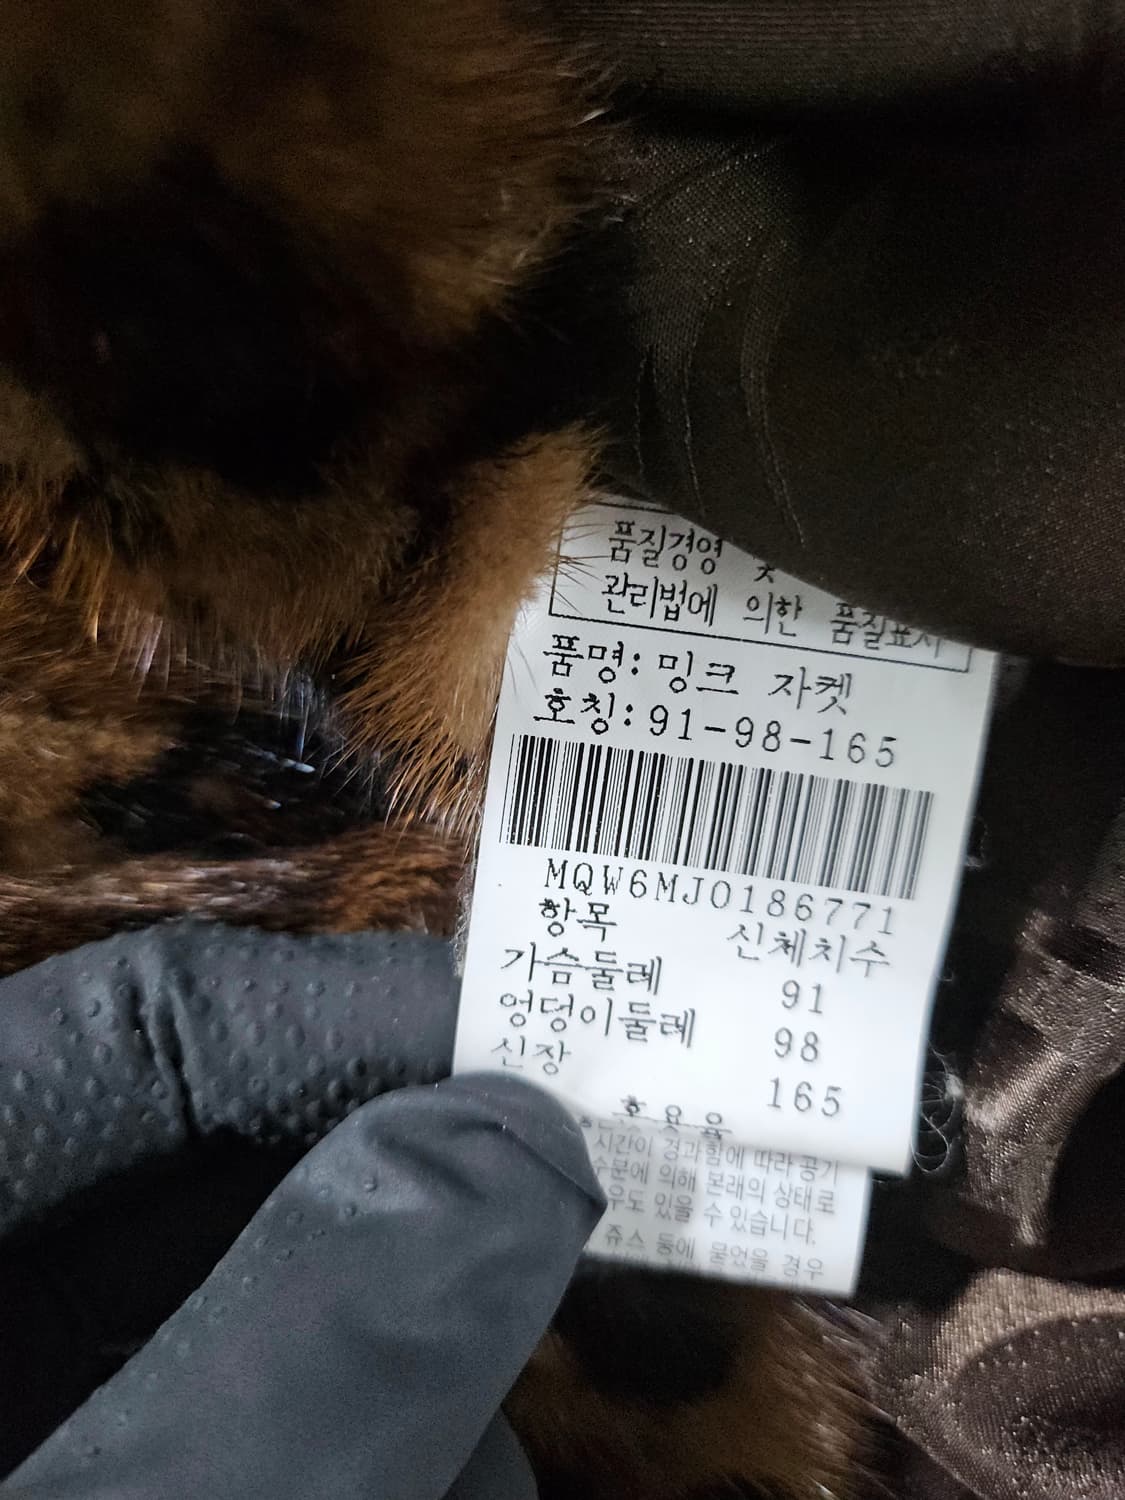 품질경영 및
관리법에 의한 품질표시
품명: 밍크 자켓
호칭: 91-98-165
MQW6MJ0186771
항목 신체치수
가슴둘레 91
엉덩이둘레 98
신장 165
혼용율
시간이 경과함에 따라 공기
수분에 의해 본래의 상태로
우도 있을 수 있습니다.
쥬스 등에 묻었을 경우